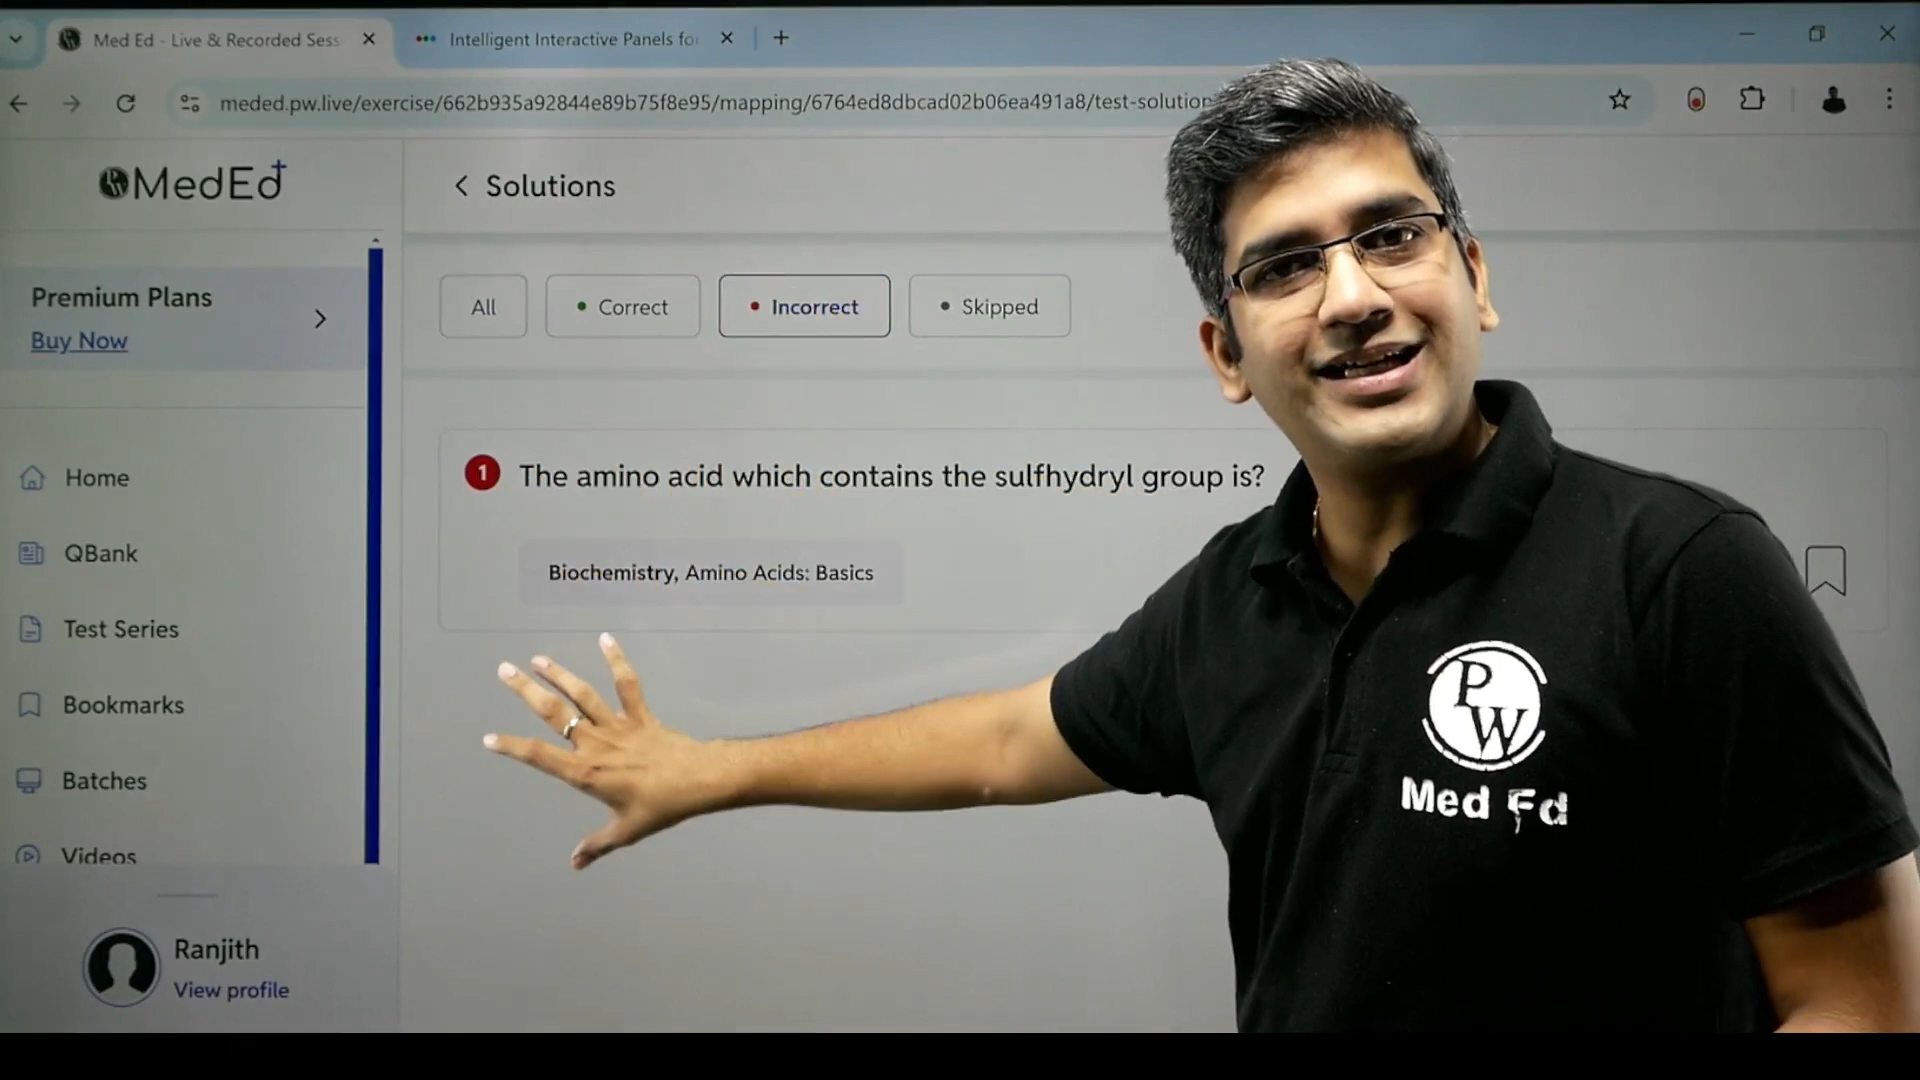 Med Ed - Live & Recorded Sess
Intelligent Interactive Panels for
meded.pw.live/exercise/662b935a92844e89b75f8e95/mapping/6764ed8dbcad02b06ea491a8/test-solution
MedEd+
Solutions
Premium Plans
Buy Now
All
Correct
Incorrect
Skipped
1 The amino acid which contains the sulfhydryl group is?
Biochemistry, Amino Acids: Basics
Home
QBank
Test Series
Bookmarks
Batches
Videos
Ranjith
View profile
PW
Med Ed